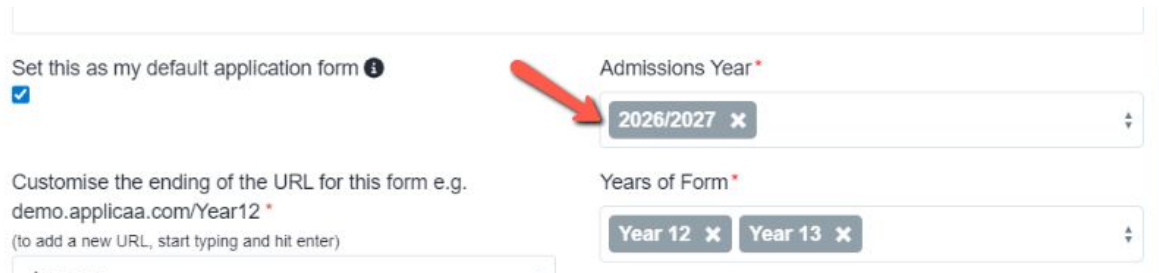 Set this as my default application form
Admissions Year*
2026/2027 ×
Customise the ending of the URL for this form e.g.
demo.applicaa.com/Year12 *
(to add a new URL, start typing and hit enter)
Years of Form*
Year 12 × Year 13 ×